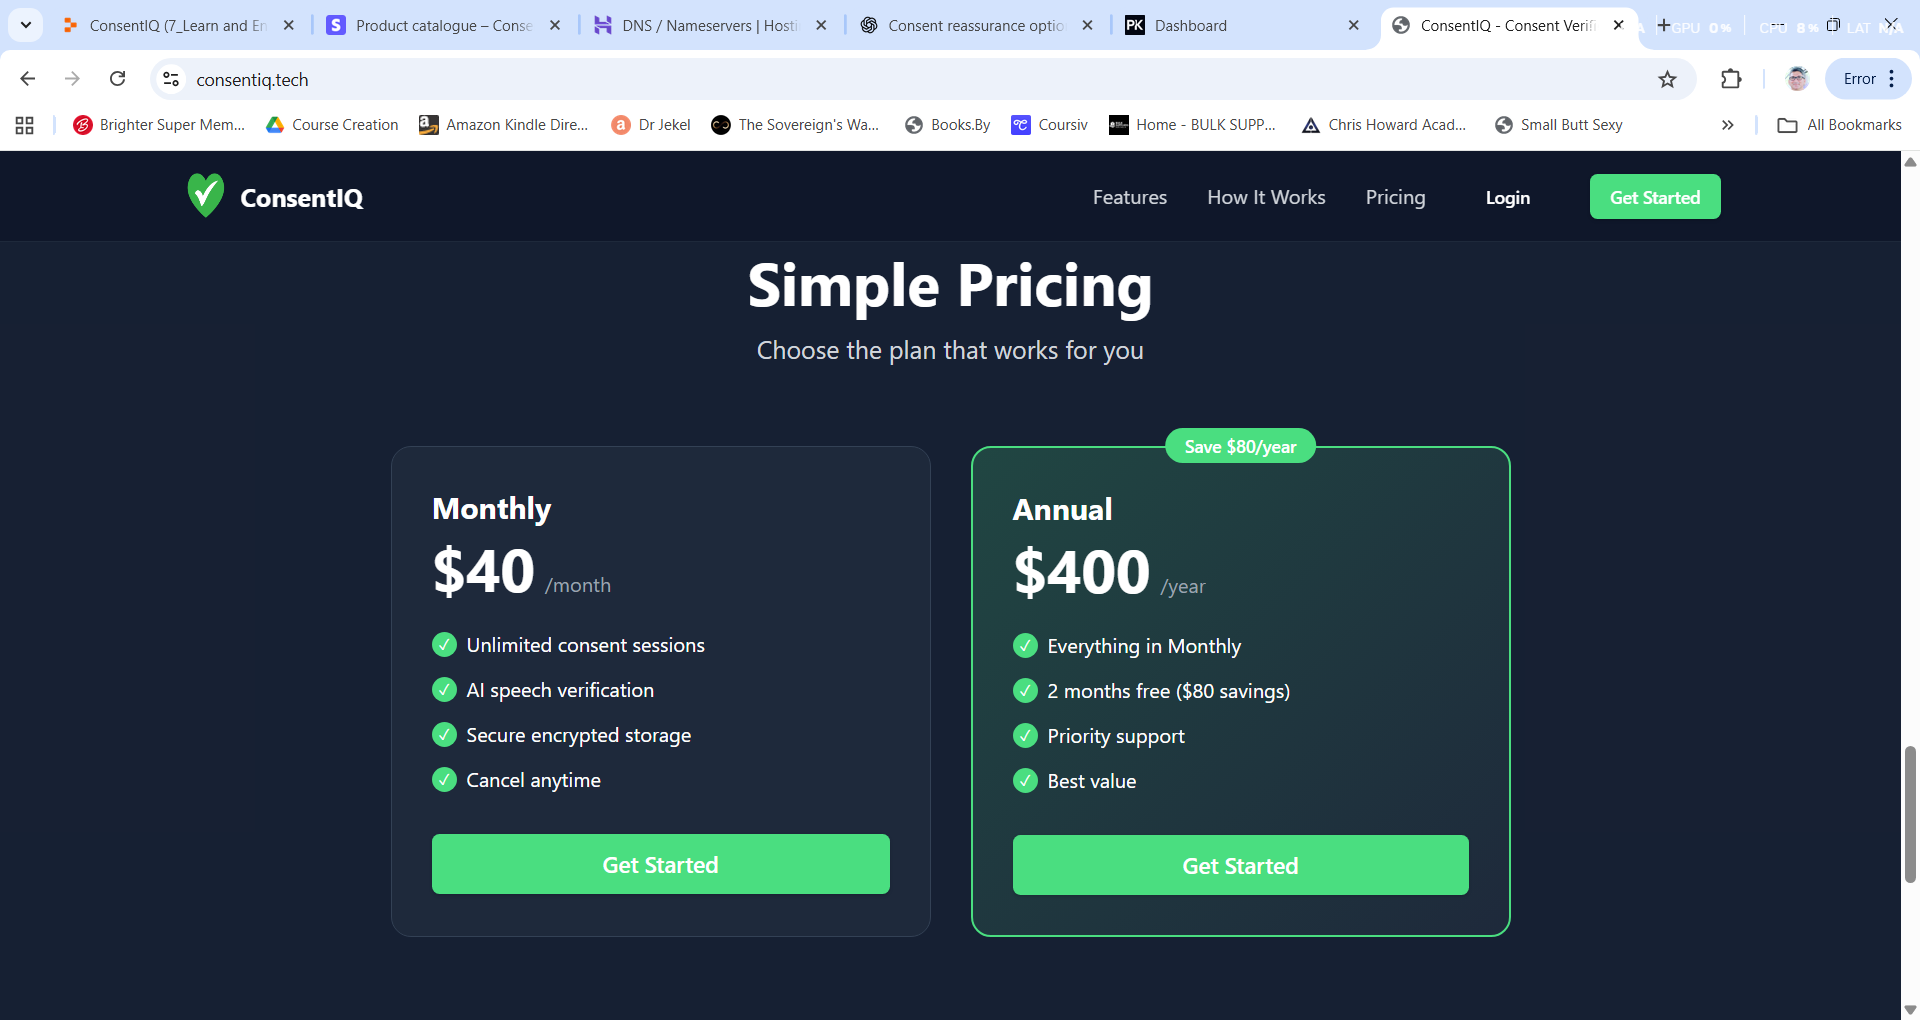 ConsentIQ (7_Learn and En
Product catalogue – Conse
DNS / Nameservers | Hosti
Consent reassurance optio
PK Dashboard
ConsentIQ - Consent Verifi
GPU 0% CPU 8% LAT N/A
consentiq.tech
Error
Brighter Super Mem...
Course Creation
Amazon Kindle Dire...
Dr Jekel
The Sovereign's Wa...
Books.By
Coursiv
Home - BULK SUPP...
Chris Howard Acad...
Small Butt Sexy
All Bookmarks
ConsentIQ
Features
How It Works
Pricing
Login
Get Started
Simple Pricing
Choose the plan that works for you
Monthly
$40 /month
✓ Unlimited consent sessions
✓ AI speech verification
✓ Secure encrypted storage
✓ Cancel anytime
Get Started
Save $80/year
Annual
$400 /year
✓ Everything in Monthly
✓ 2 months free ($80 savings)
✓ Priority support
✓ Best value
Get Started